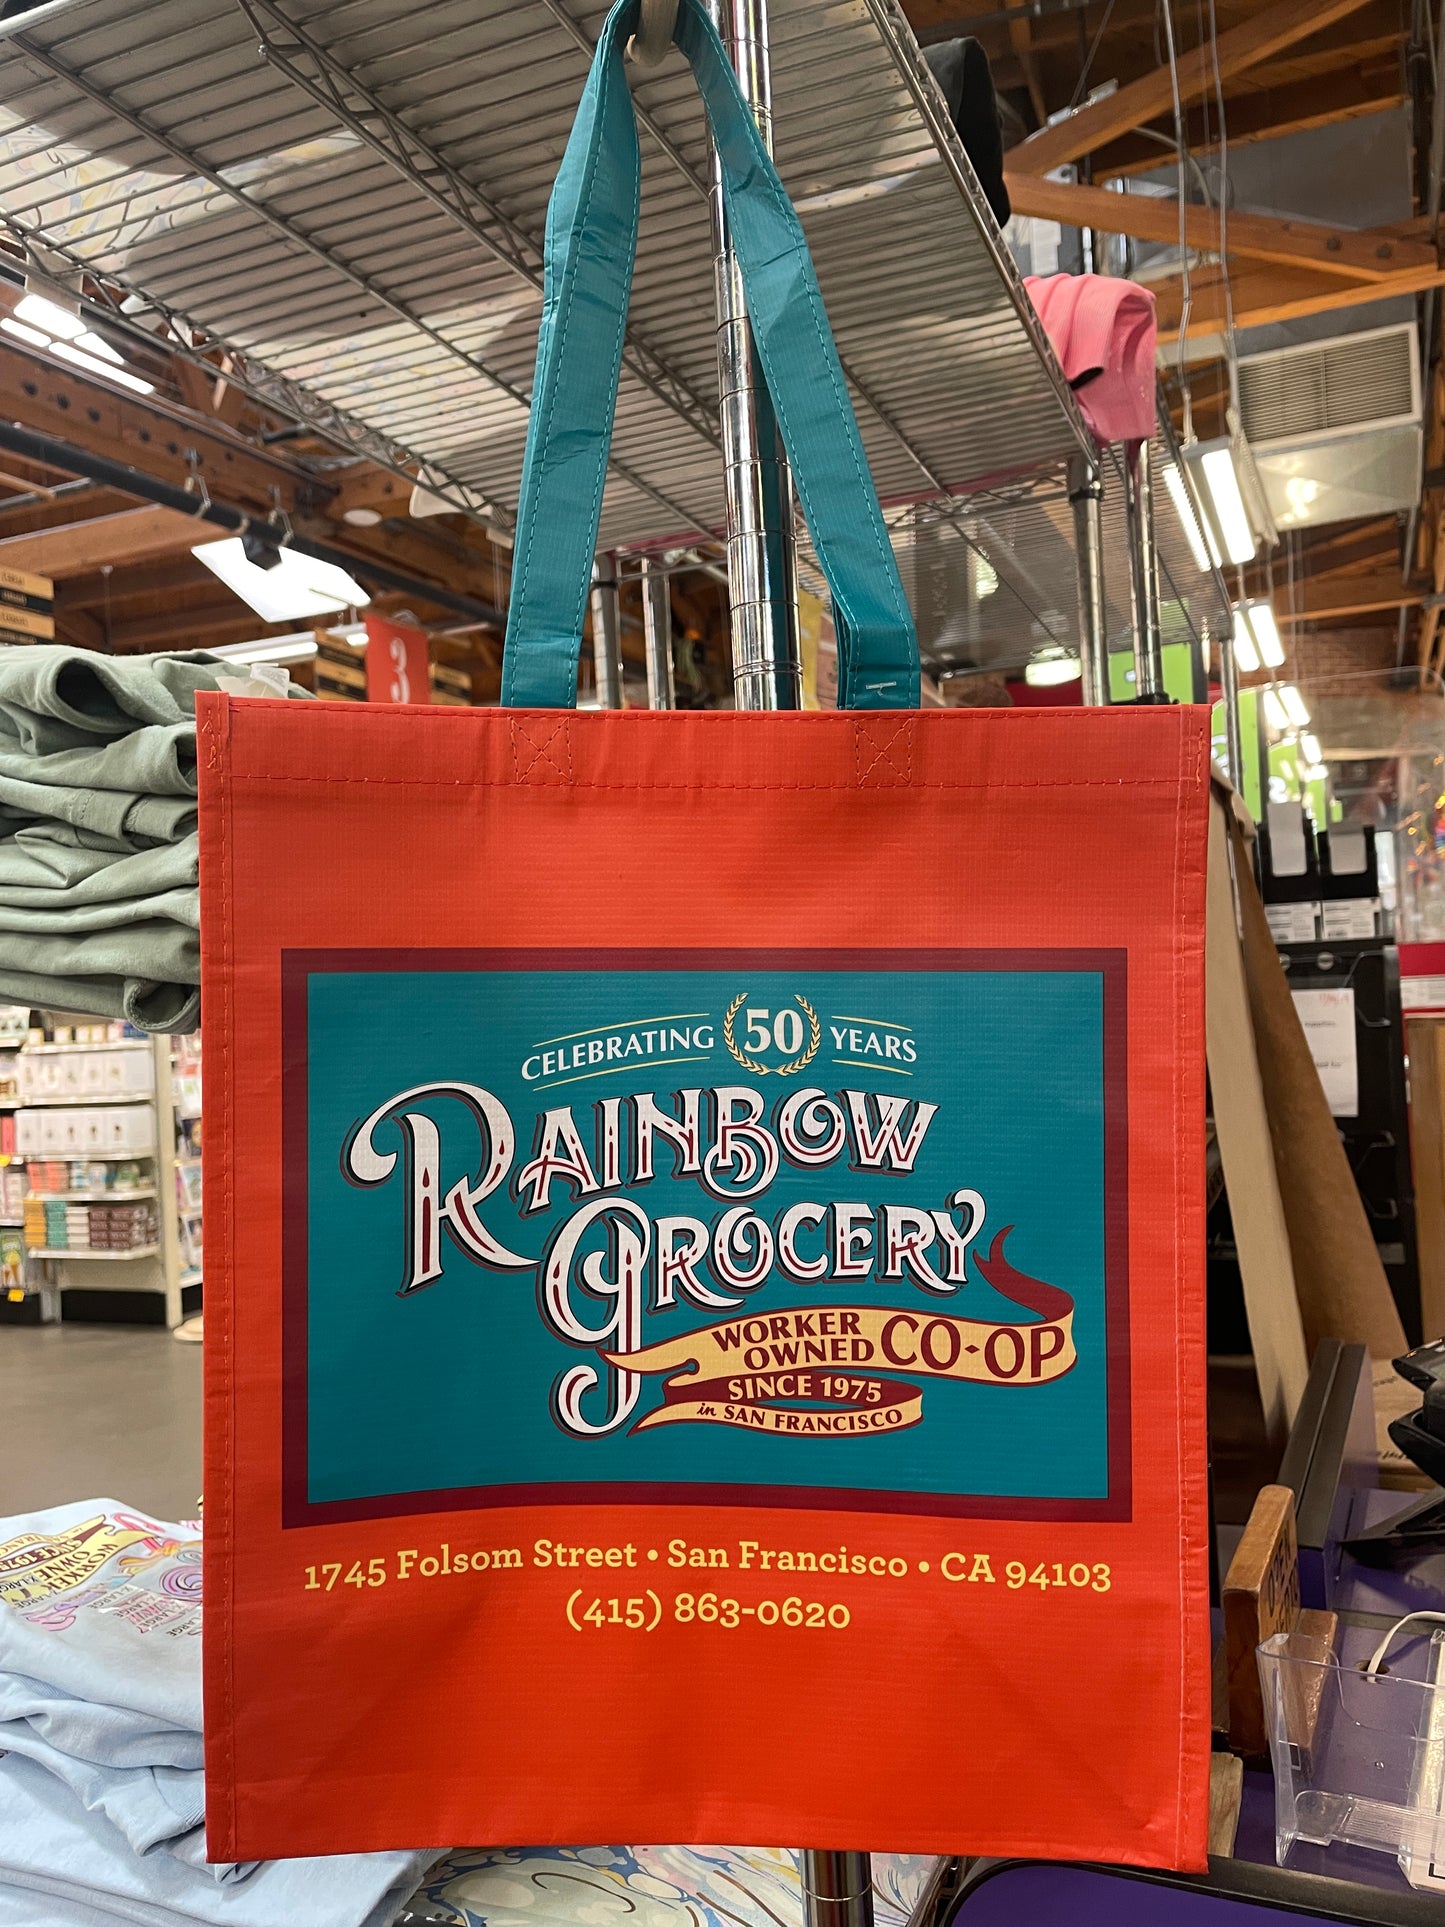 3
CELEBRATING 50 YEARS
RAINBOW
GROCERY
WORKER
OWNED CO-OP
SINCE 1975
in SAN FRANCISCO
1745 Folsom Street • San Francisco • CA 94103
(415) 863-0620